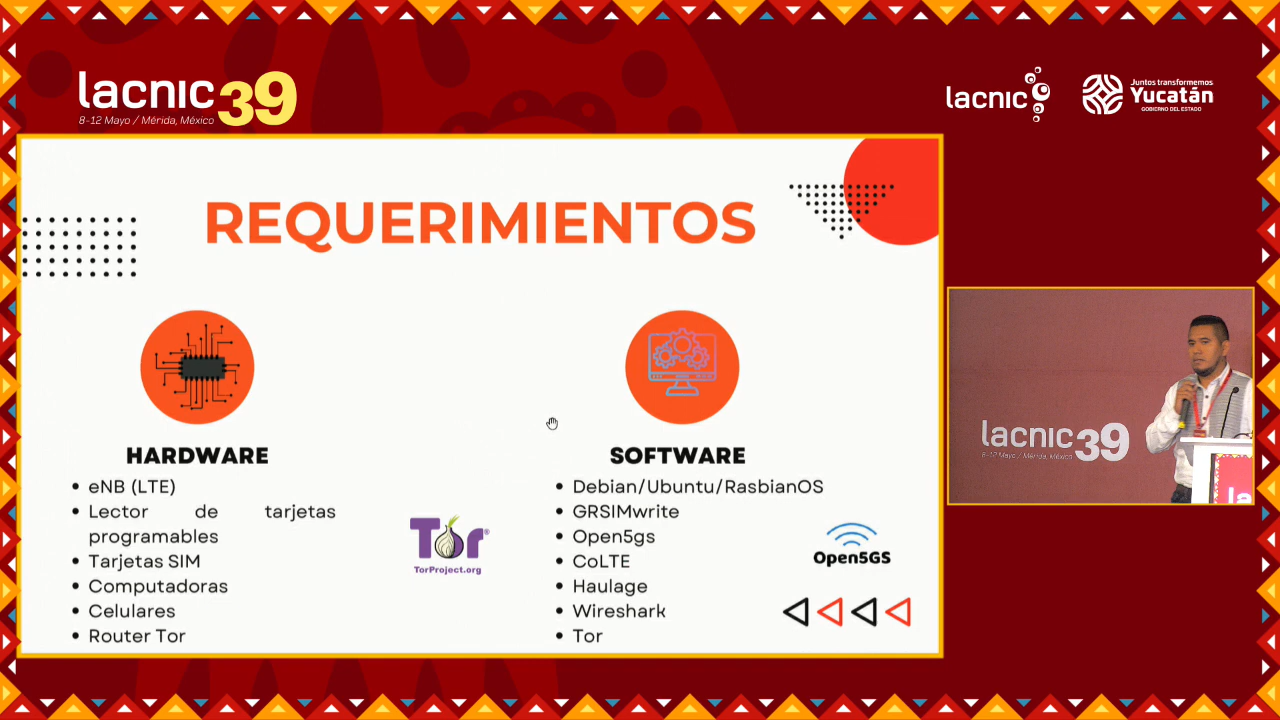 lacnic39
8-12 Mayo / Mérida, México
lacnic
Juntos transformemos
Yucatán
GOBIERNO DEL ESTADO
REQUERIMIENTOS
HARDWARE
• eNB (LTE)
• Lector de tarjetas
programables
• Tarjetas SIM
• Computadoras
• Celulares
• Router Tor
Tor®
TorProject.org
SOFTWARE
• Debian/Ubuntu/RasbianOS
• GRSIMwrite
• Open5gs
• CoLTE
• Haulage
• Wireshark
• Tor
Open5GS
lacnic39
8-12 Mayo / Mérida, México
la